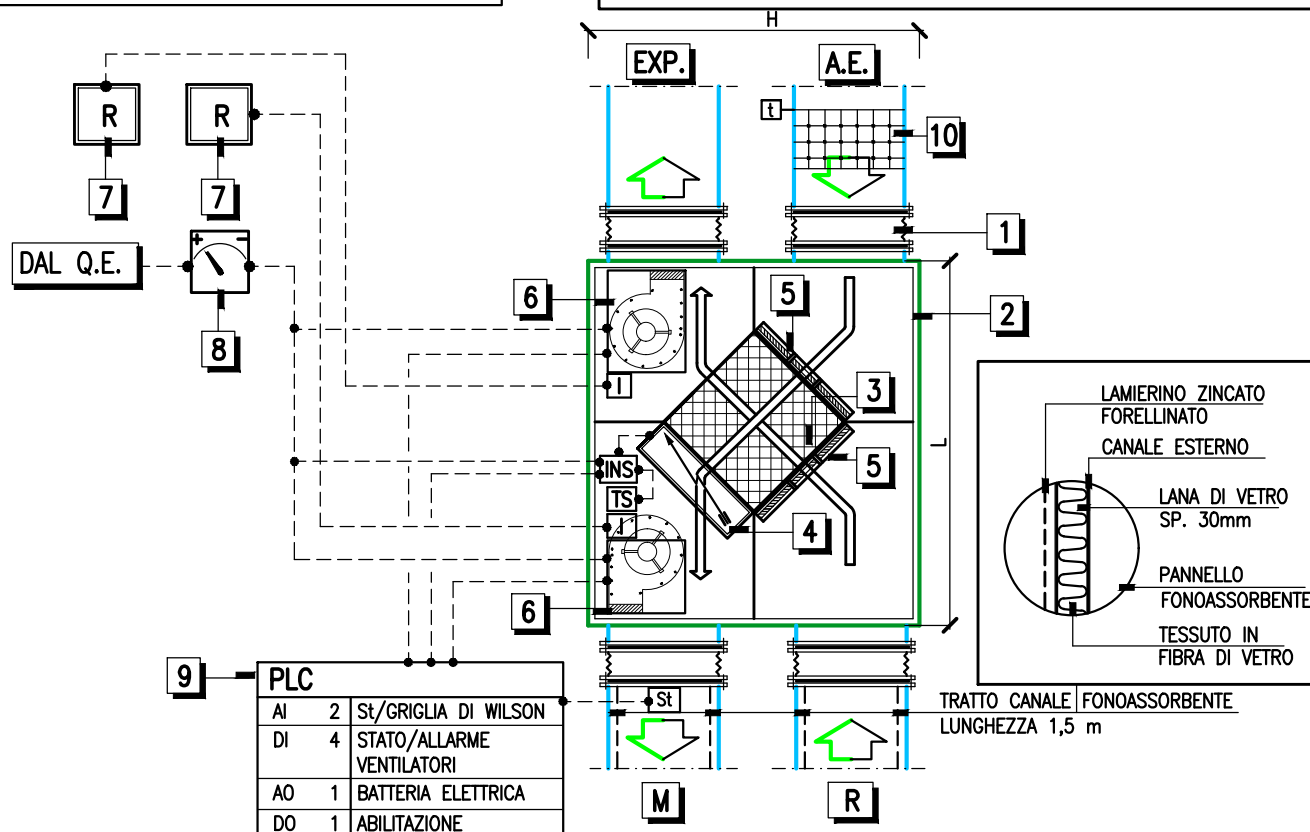 H
EXP.
A.E.
t
R
R
10
7
7
1
DAL Q.E.
+ −
8
6
5
2
3
I
L
INS
5
TS
I
4
6
LAMIERINO ZINCATO
FORELLINATO
CANALE ESTERNO
LANA DI VETRO
SP. 30mm
PANNELLO
FONOASSORBENTE
TESSUTO IN
FIBRA DI VETRO
9
PLC
AI 2 St/GRIGLIA DI WILSON
DI 4 STATO/ALLARME
VENTILATORI
AO 1 BATTERIA ELETTRICA
DO 1 ABILITAZIONE
St
TRATTO CANALE FONOASSORBENTE
LUNGHEZZA 1,5 m
M
R